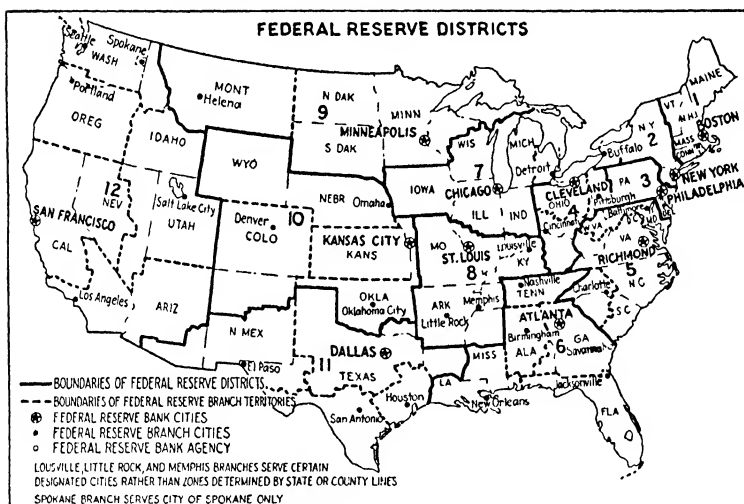 FEDERAL RESERVE DISTRICTS
Seattle
Spokane
WASH
Portland
OREG
IDAHO
MONT
Helena
WYO
N DAK
9
S DAK
MINN
MINNEAPOLIS
WIS
7
MICH
Detroit
CHICAGO
IOWA
ILL
IND
NEBR
Omaha
12
NEV
SAN FRANCISCO
CAL
Los Angeles
Salt Lake City
UTAH
ARIZ
Denver
COLO
10
KANSAS CITY
KANS
MO
ST. LOUIS
8
Louisville
KY
CLEVELAND
OHIO
4
Cincinnati
Pittsburgh
PA
3
N Y
2
Buffalo
VT
N H
MAINE
1
BOSTON
MASS
CONN
NEW YORK
PHILADELPHIA
Baltimore
D C
MD
W VA
VA
RICHMOND
5
N C
Charlotte
S C
Nashville
TENN
Memphis
ARK
Little Rock
OKLA
Oklahoma City
N MEX
El Paso
DALLAS
11
TEXAS
Houston
San Antonio
LA
New Orleans
MISS
ATLANTA
Birmingham
ALA
6
GA
Savannah
Jacksonville
FLA
BOUNDARIES OF FEDERAL RESERVE DISTRICTS
BOUNDARIES OF FEDERAL RESERVE BRANCH TERRITORIES
FEDERAL RESERVE BANK CITIES
FEDERAL RESERVE BRANCH CITIES
FEDERAL RESERVE BANK AGENCY
LOUSVILLE, LITTLE ROCK, AND MEMPHIS BRANCHES SERVE CERTAIN
DESIGNATED CITIES RATHER THAN ZONES DETERMINED BY STATE OR COUNTY LINES
SPOKANE BRANCH SERVES CITY OF SPOKANE ONLY